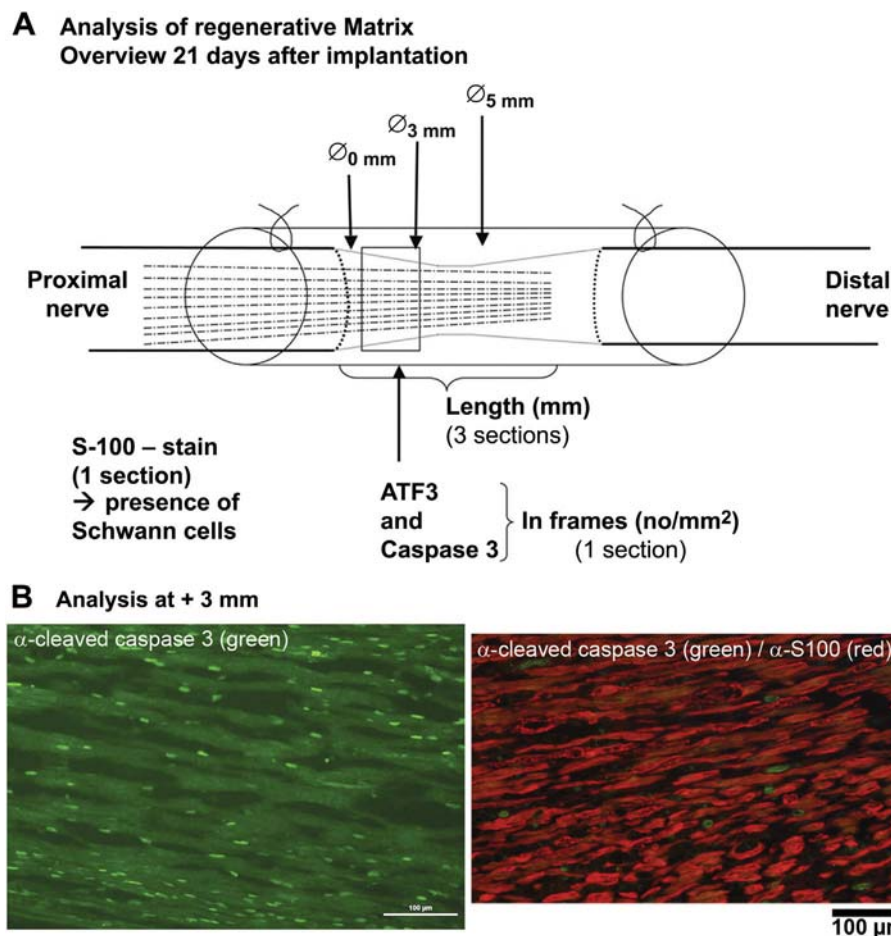 A Analysis of regenerative Matrix
Overview 21 days after implantation
∅5 mm
∅3 mm
∅0 mm
Proximal
nerve
Distal
nerve
Length (mm)
(3 sections)
S-100 – stain
(1 section)
→ presence of
Schwann cells
ATF3
and
Caspase 3
In frames (no/mm²)
(1 section)
B Analysis at + 3 mm
α-cleaved caspase 3 (green)
100 µm
α-cleaved caspase 3 (green) / α-S100 (red)
100 µm